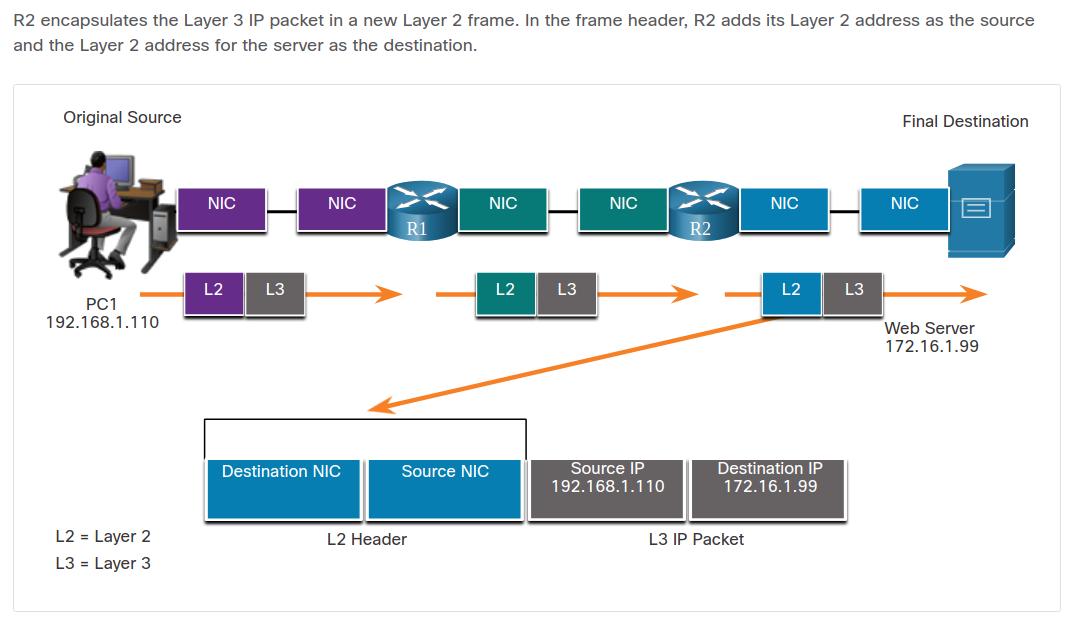 R2 encapsulates the Layer 3 IP packet in a new Layer 2 frame. In the frame header, R2 adds its Layer 2 address as the source
and the Layer 2 address for the server as the destination.
Original Source
Final Destination
NIC
NIC
R1
NIC
NIC
R2
NIC
NIC
L2
L3
L2
L3
L2
L3
PC1
192.168.1.110
Web Server
172.16.1.99
Destination NIC
Source NIC
Source IP
192.168.1.110
Destination IP
172.16.1.99
L2 Header
L3 IP Packet
L2 = Layer 2
L3 = Layer 3